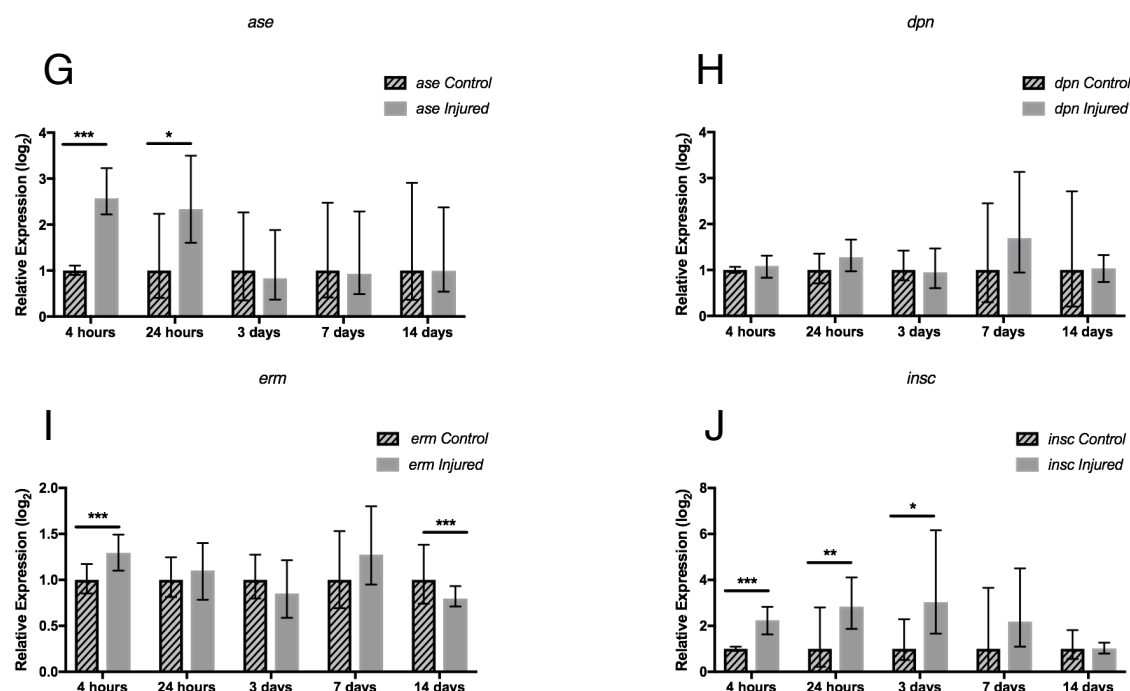 ase
G
ase Control
ase Injured
Relative Expression (log2)
4
3
2
1
0
***
*
4 hours 24 hours 3 days 7 days 14 days
dpn
H
dpn Control
dpn Injured
Relative Expression (log2)
4
3
2
1
0
4 hours 24 hours 3 days 7 days 14 days
erm
I
erm Control
erm Injured
Relative Expression (log2)
2.0
1.5
1.0
0.5
0.0
***
***
4 hours 24 hours 3 days 7 days 14 days
insc
J
insc Control
insc Injured
Relative Expression (log2)
8
6
4
2
0
***
**
*
4 hours 24 hours 3 days 7 days 14 days